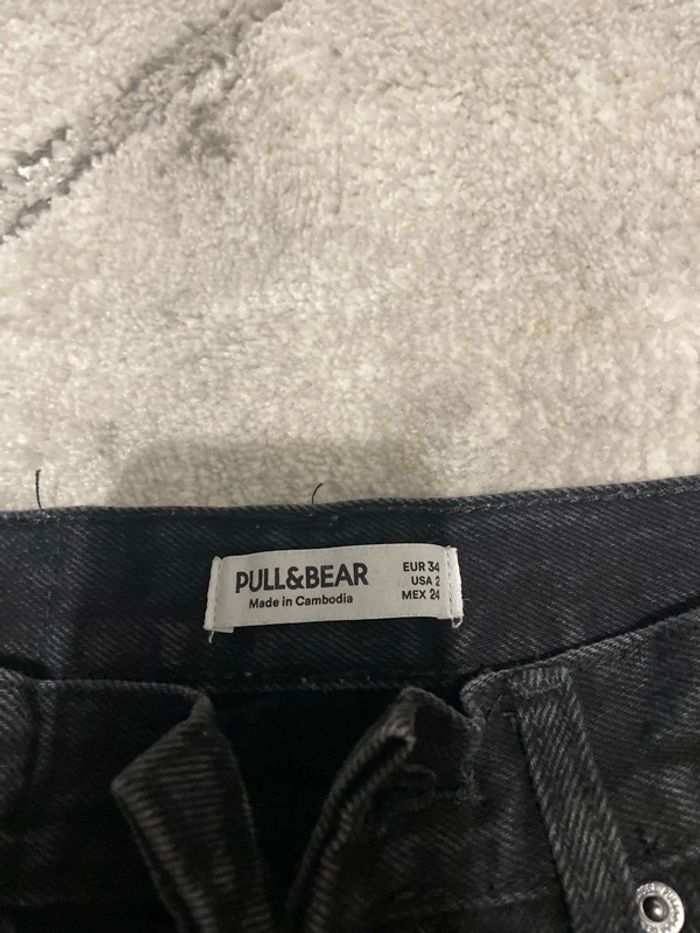 PULL&BEAR
Made in Cambodia
EUR 34
USA 2
MEX 24